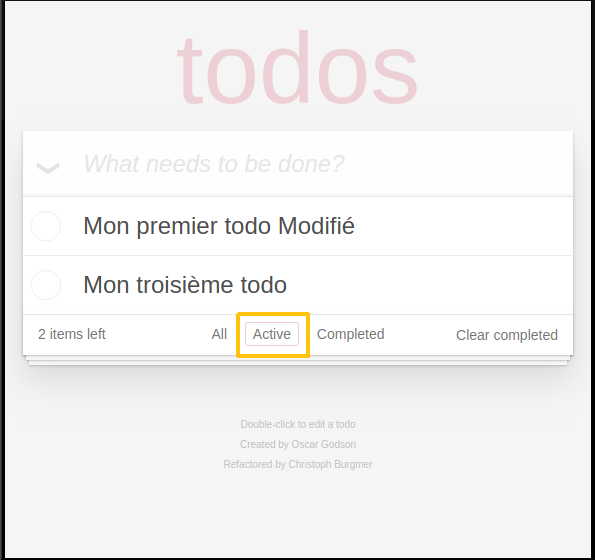 todos
What needs to be done?
Mon premier todo Modifié
Mon troisième todo
2 items left All Active Completed Clear completed
Double-click to edit a todo
Created by Oscar Godson
Refactored by Christoph Burgmer